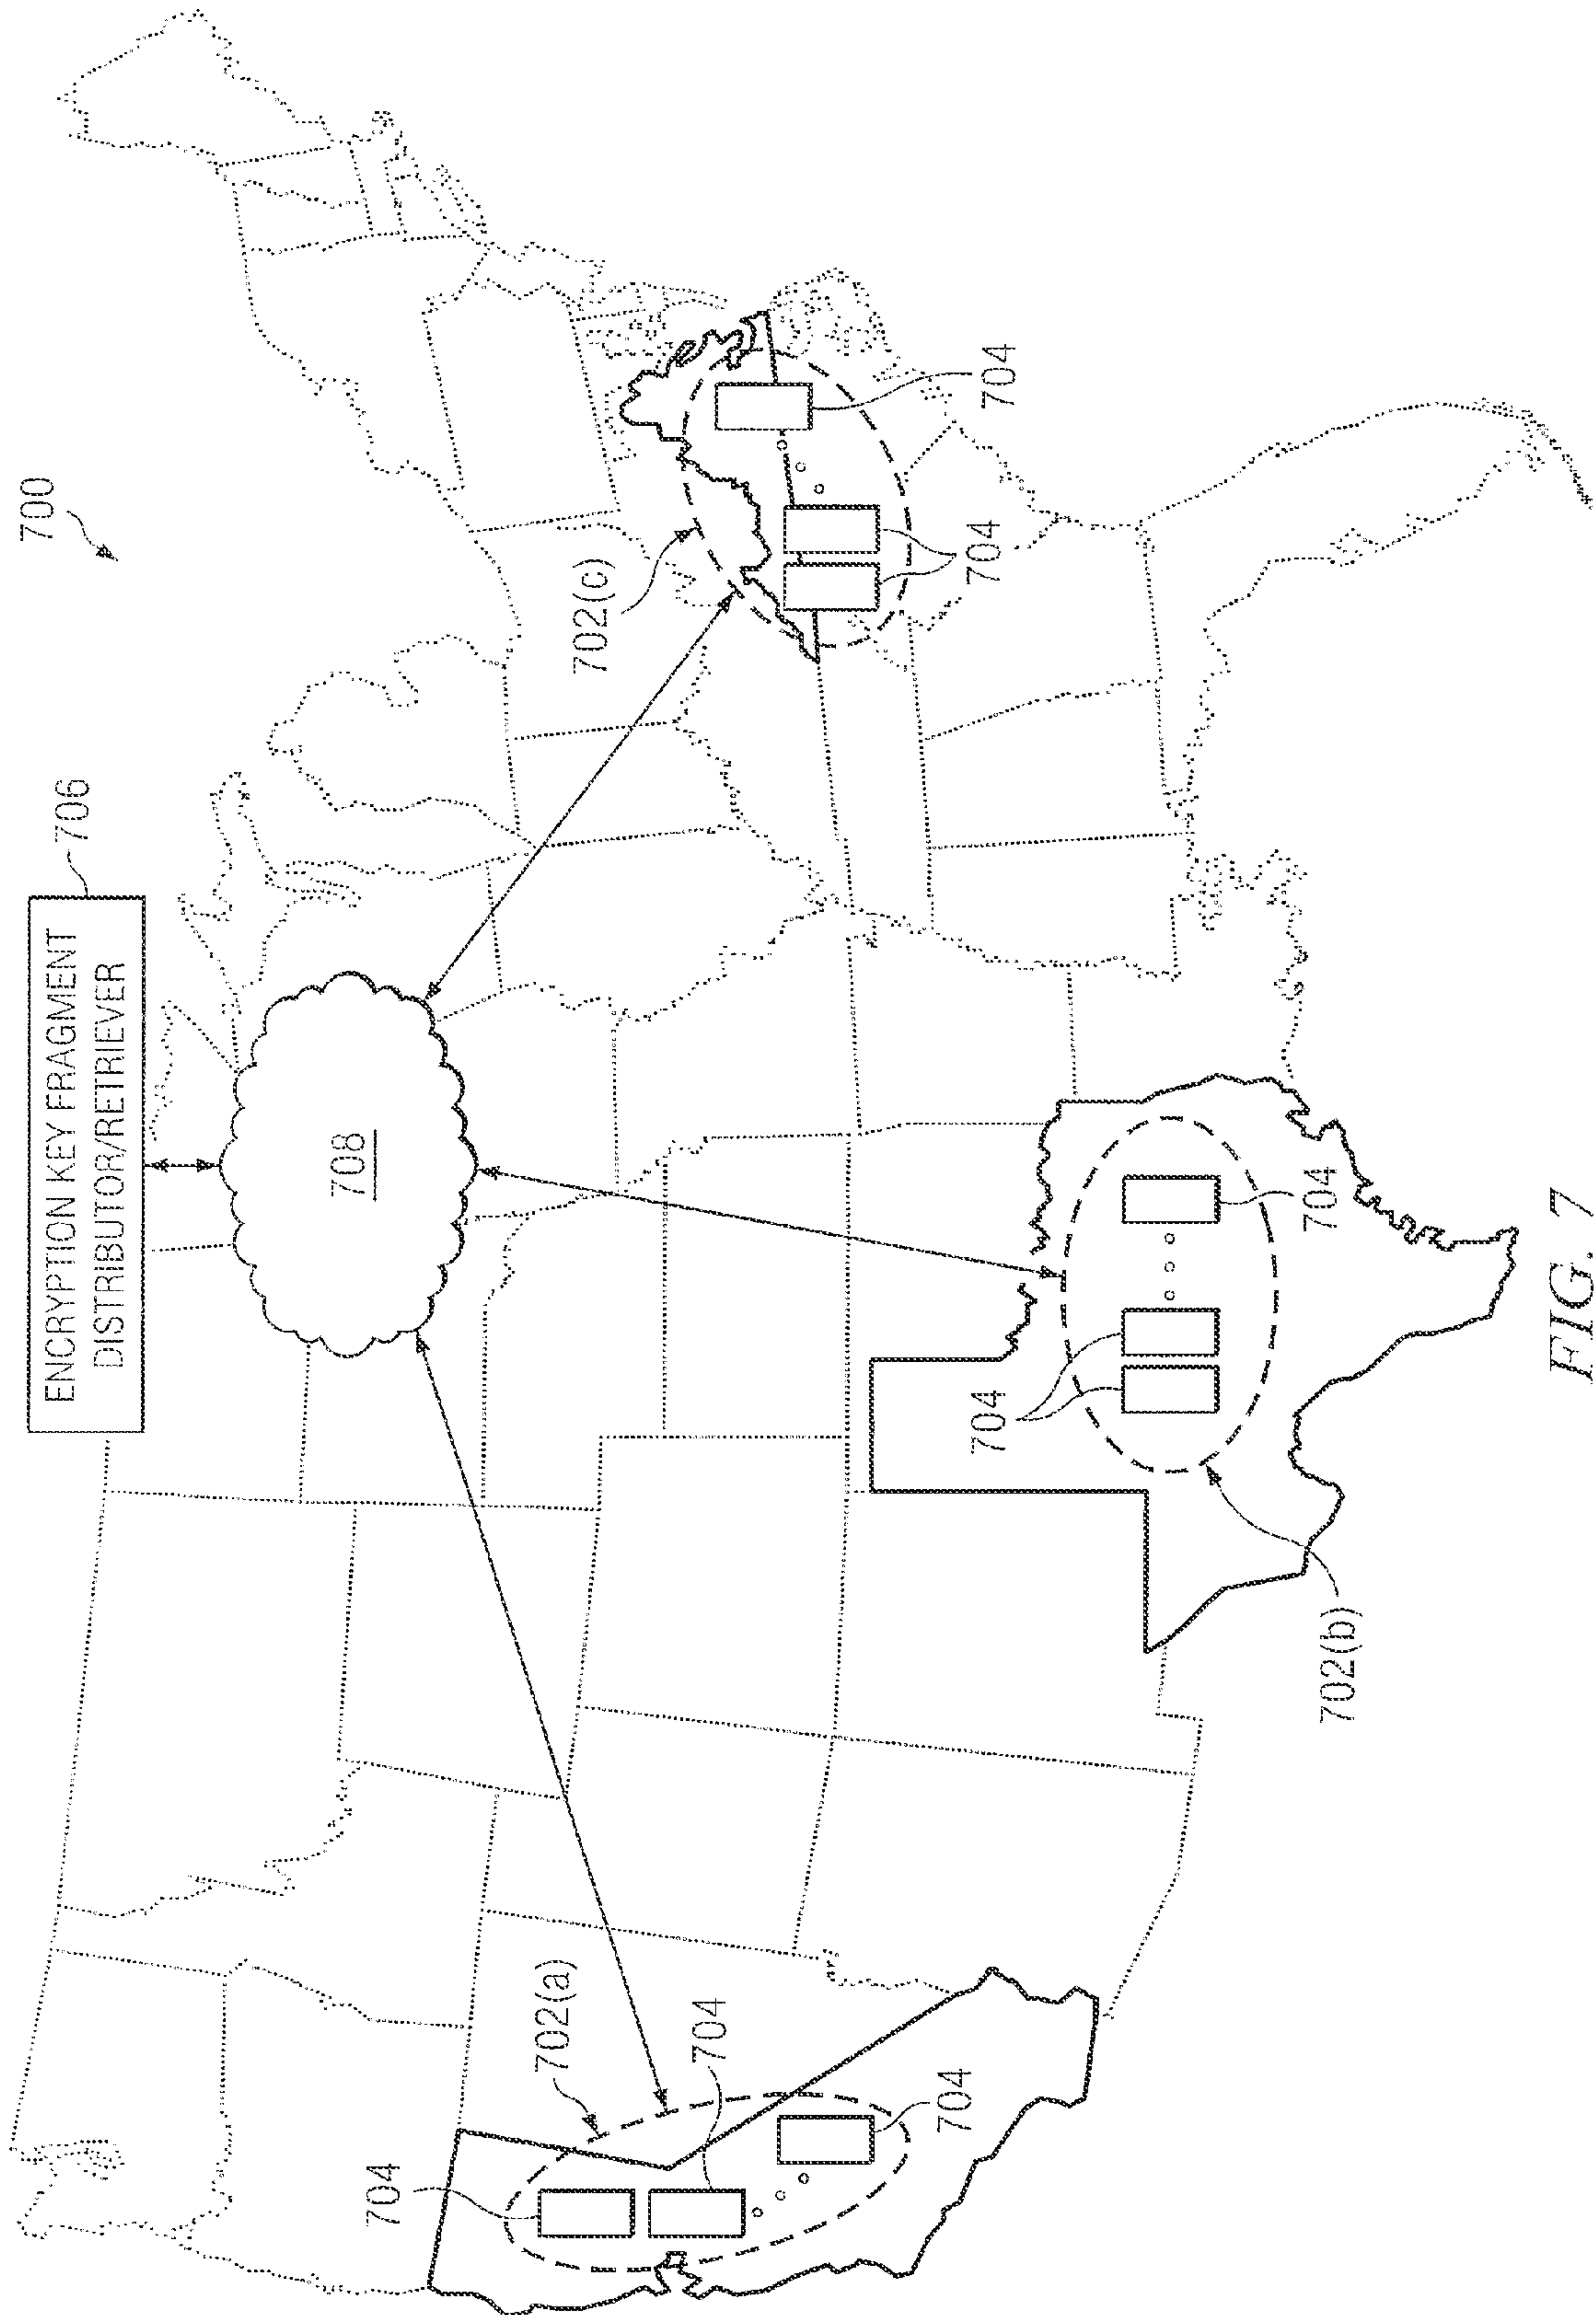 700
ENCRYPTION KEY FRAGMENT
DISTRIBUTOR/RETRIEVER
706
708
702(a)
704
704
704
702(c)
704
704
704
704
702(b)
FIG. 7